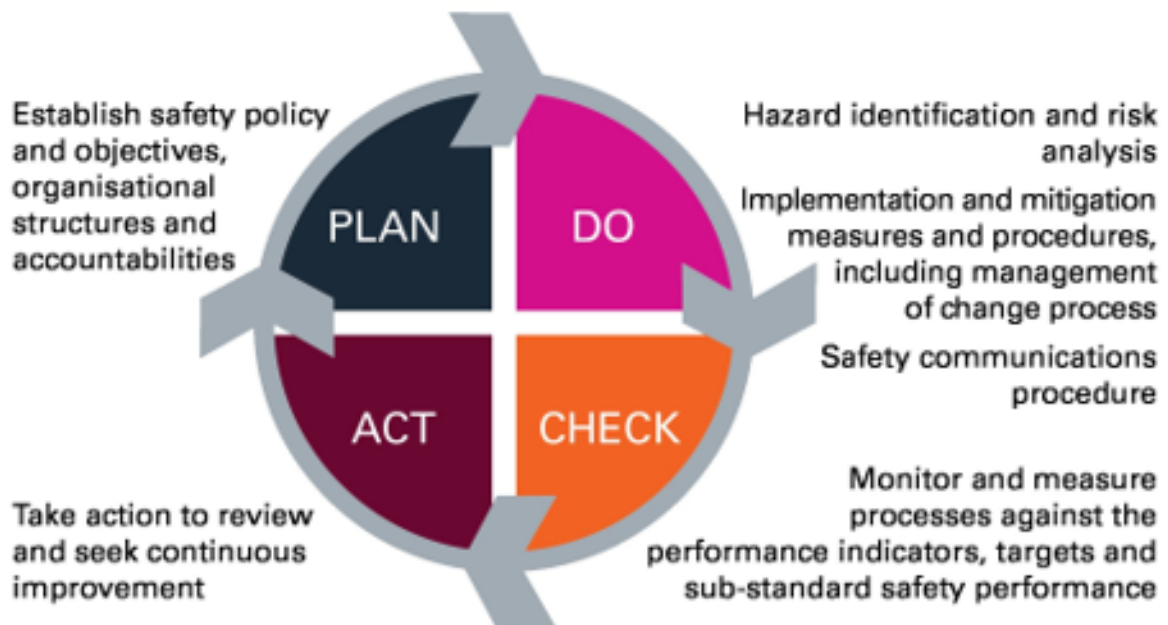 Establish safety policy
and objectives,
organisational
structures and
accountabilities
PLAN
DO
Hazard identification and risk
analysis
Implementation and mitigation
measures and procedures,
including management
of change process
Safety communications
procedure
ACT
CHECK
Take action to review
and seek continuous
improvement
Monitor and measure
processes against the
performance indicators, targets and
sub-standard safety performance